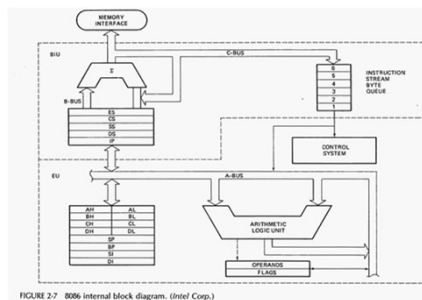 MEMORY
INTERFACE
C-BUS
BIU
Σ
6
5
4
3
2
1
INSTRUCTION
STREAM
BYTE
QUEUE
B-BUS
ES
CS
SS
DS
IP
CONTROL
SYSTEM
EU
A-BUS
AH AL
BH BL
CH CL
DH DL
SP
BP
SI
DI
ARITHMETIC
LOGIC UNIT
OPERANDS
FLAGS
FIGURE 2-7 8086 internal block diagram. (Intel Corp.)